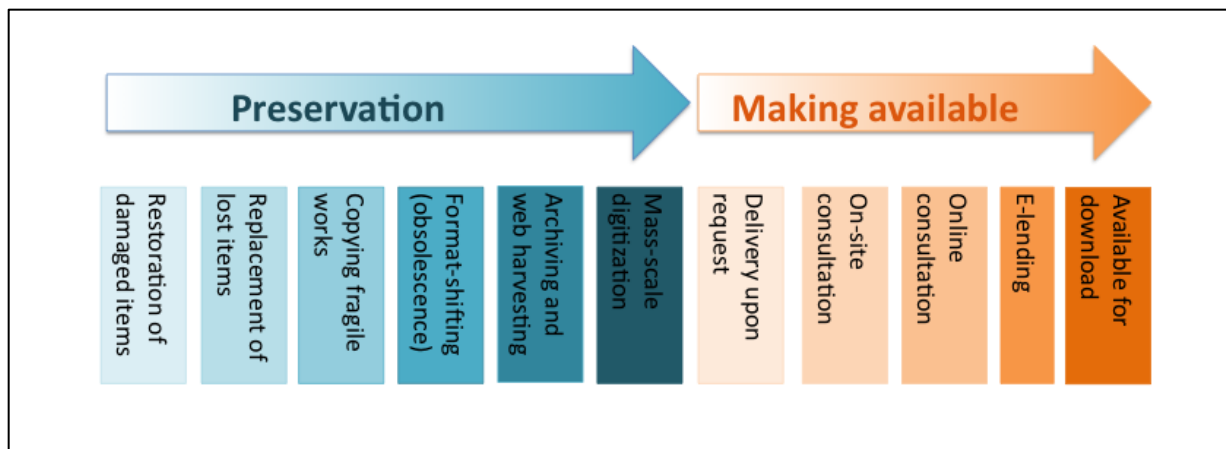 Preservation
Making available
Restoration of
damaged items
Replacement of
lost items
Copying fragile
works
Format-shifting
(obsolescence)
Archiving and
web harvesting
Mass-scale
digitization
Delivery upon
request
On-site
consultation
Online
consultation
E-lending
Available for
download